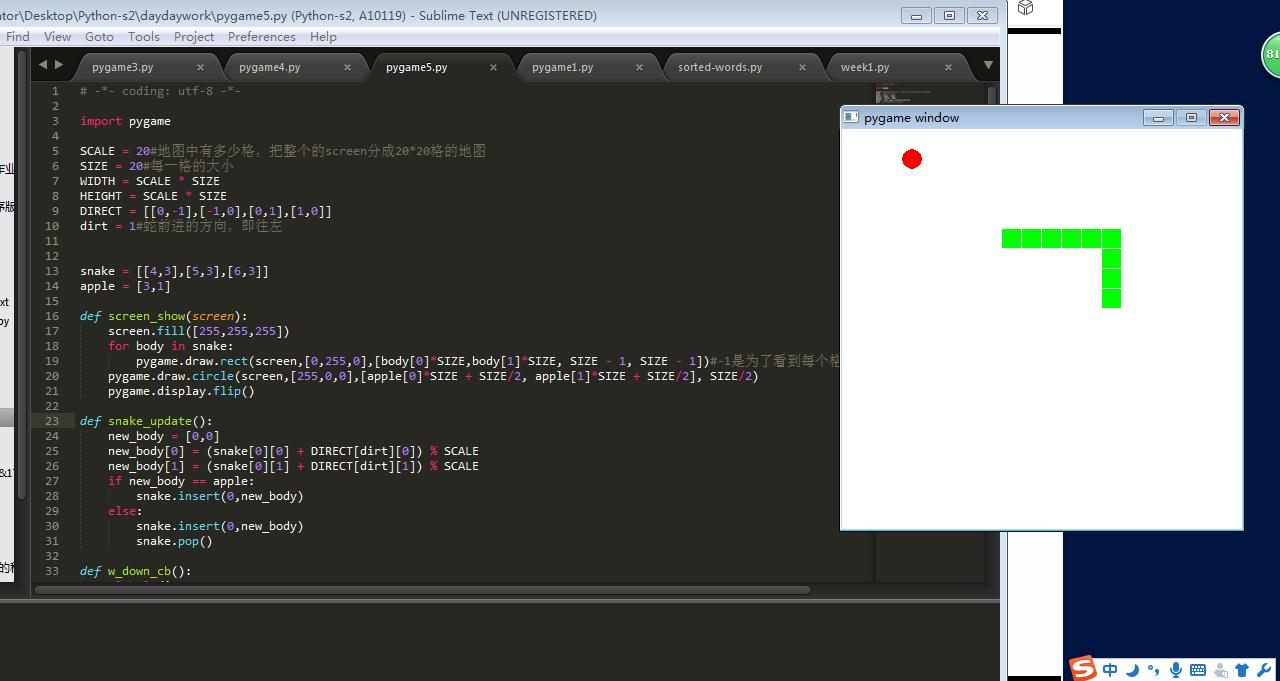 ator\Desktop\Python-s2\daydaywork\pygame5.py (Python-s2, A10119) - Sublime Text (UNREGISTERED)
Find View Goto Tools Project Preferences Help
pygame3.py × pygame4.py × pygame5.py × pygame1.py × sorted-words.py × week1.py ×
1 # -*- coding: utf-8 -*-
2
3 import pygame
4
5 SCALE = 20#地图中有多少格，把整个的screen分成20*20格的地图
6 SIZE = 20#每一格的大小
7 WIDTH = SCALE * SIZE
8 HEIGHT = SCALE * SIZE
9 DIRECT = [[0,-1],[-1,0],[0,1],[1,0]]
10 dirt = 1#蛇前进的方向，即往左
11
12
13 snake = [[4,3],[5,3],[6,3]]
14 apple = [3,1]
15
16 def screen_show(screen):
17 screen.fill([255,255,255])
18 for body in snake:
19 pygame.draw.rect(screen,[0,255,0],[body[0]*SIZE,body[1]*SIZE, SIZE - 1, SIZE - 1])#-1是为了看到每个格
20 pygame.draw.circle(screen,[255,0,0],[apple[0]*SIZE + SIZE/2, apple[1]*SIZE + SIZE/2], SIZE/2)
21 pygame.display.flip()
22
23 def snake_update():
24 new_body = [0,0]
25 new_body[0] = (snake[0][0] + DIRECT[dirt][0]) % SCALE
26 new_body[1] = (snake[0][1] + DIRECT[dirt][1]) % SCALE
27 if new_body == apple:
28 snake.insert(0,new_body)
29 else:
30 snake.insert(0,new_body)
31 snake.pop()
32
33 def w_down_cb():
pygame window
81
作业
序版
xt
py
&17
的
S 中